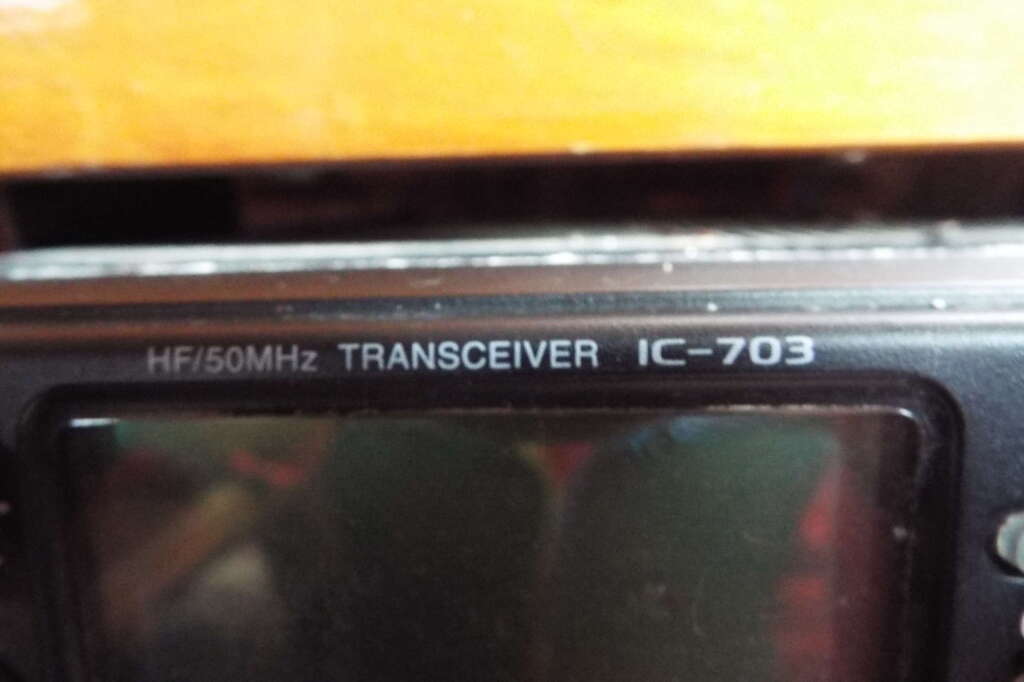 HF/50MHz TRANSCEIVER IC-703